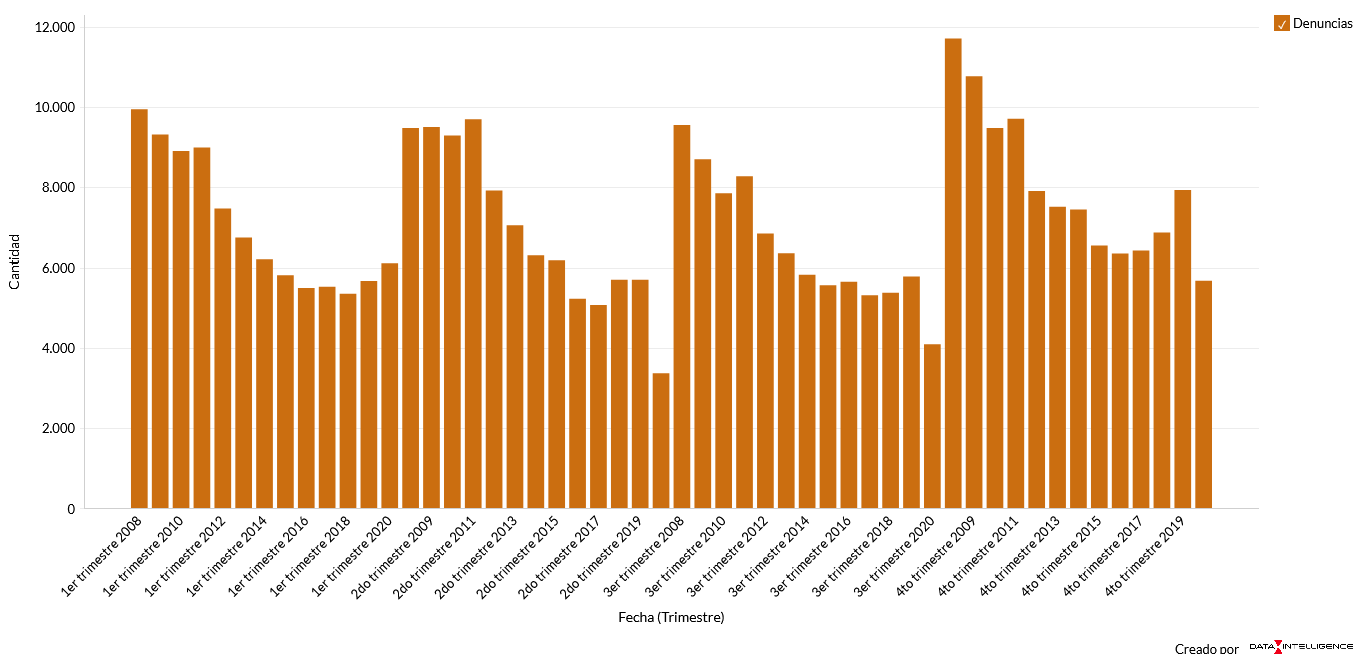 ✓ Denuncias
Cantidad
12.000
10.000
8.000
6.000
4.000
2.000
0
1er trimestre 2008
1er trimestre 2010
1er trimestre 2012
1er trimestre 2014
1er trimestre 2016
1er trimestre 2018
1er trimestre 2020
2do trimestre 2009
2do trimestre 2011
2do trimestre 2013
2do trimestre 2015
2do trimestre 2017
2do trimestre 2019
3er trimestre 2008
3er trimestre 2010
3er trimestre 2012
3er trimestre 2014
3er trimestre 2016
3er trimestre 2018
3er trimestre 2020
4to trimestre 2009
4to trimestre 2011
4to trimestre 2013
4to trimestre 2015
4to trimestre 2017
4to trimestre 2019
Fecha (Trimestre)
Creado por DATA INTELLIGENCE